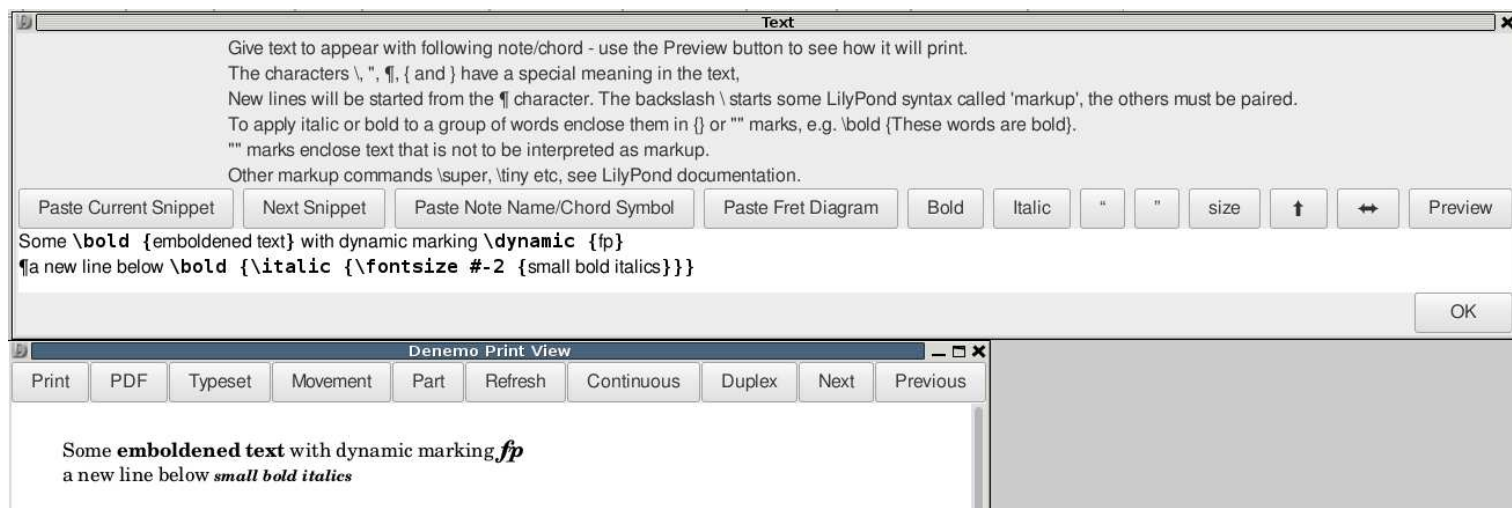 Text
Give text to appear with following note/chord - use the Preview button to see how it will print.
The characters \, ", ¶, { and } have a special meaning in the text,
New lines will be started from the ¶ character. The backslash \ starts some LilyPond syntax called 'markup', the others must be paired.
To apply italic or bold to a group of words enclose them in {} or "" marks, e.g. \bold {These words are bold}.
"" marks enclose text that is not to be interpreted as markup.
Other markup commands \super, \tiny etc, see LilyPond documentation.
Paste Current Snippet Next Snippet Paste Note Name/Chord Symbol Paste Fret Diagram Bold Italic “ ” size ⬆ ⬌ Preview
Some \bold {emboldened text} with dynamic marking \dynamic {fp}
¶a new line below \bold {\italic {\fontsize #-2 {small bold italics}}}
OK
Denemo Print View
Print PDF Typeset Movement Part Refresh Continuous Duplex Next Previous
Some emboldened text with dynamic marking fp
a new line below small bold italics